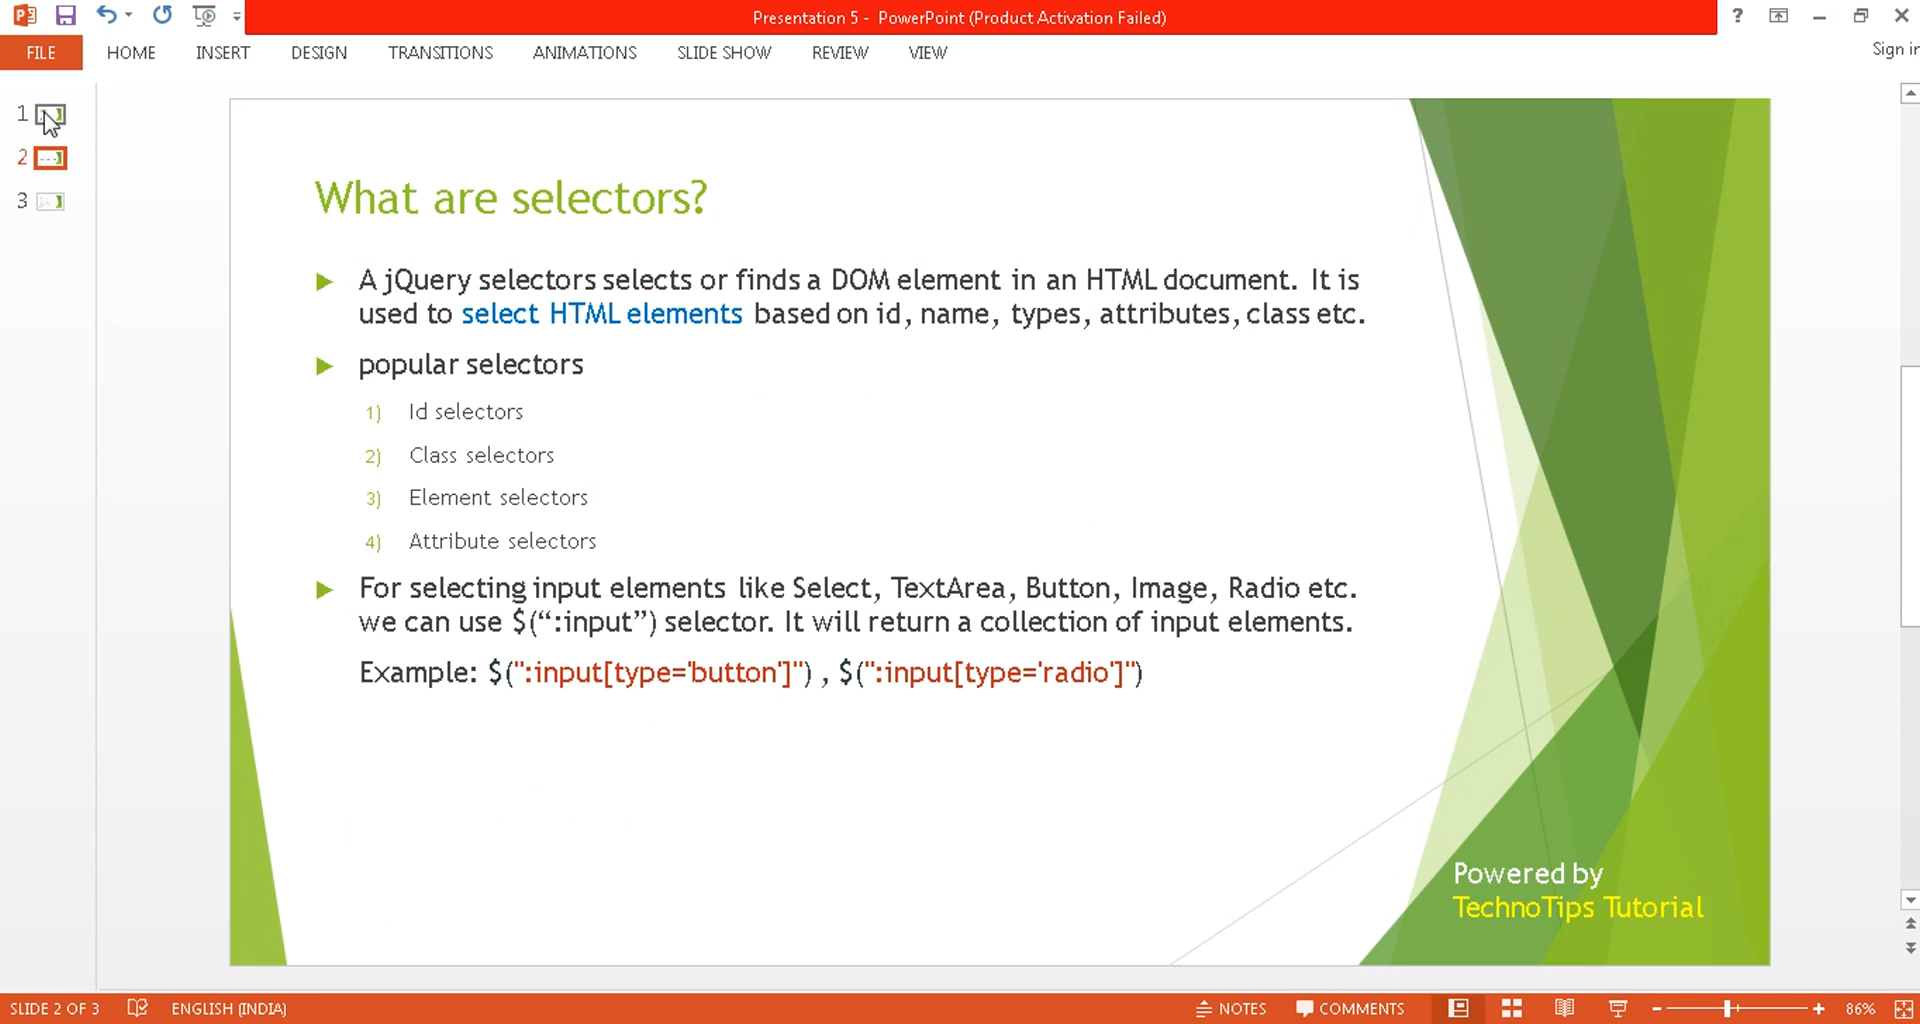 Presentation 5 - PowerPoint (Product Activation Failed)
?
FILE HOME INSERT DESIGN TRANSITIONS ANIMATIONS SLIDE SHOW REVIEW VIEW
Sign in
1
2
3
What are selectors?
A jQuery selectors selects or finds a DOM element in an HTML document. It is
used to select HTML elements based on id, name, types, attributes, class etc.
popular selectors
1) Id selectors
2) Class selectors
3) Element selectors
4) Attribute selectors
For selecting input elements like Select, TextArea, Button, Image, Radio etc.
we can use $(“:input”) selector. It will return a collection of input elements.
Example: $(":input[type='button']") , $(":input[type='radio']")
Powered by
TechnoTips Tutorial
SLIDE 2 OF 3 ENGLISH (INDIA) NOTES COMMENTS 86%